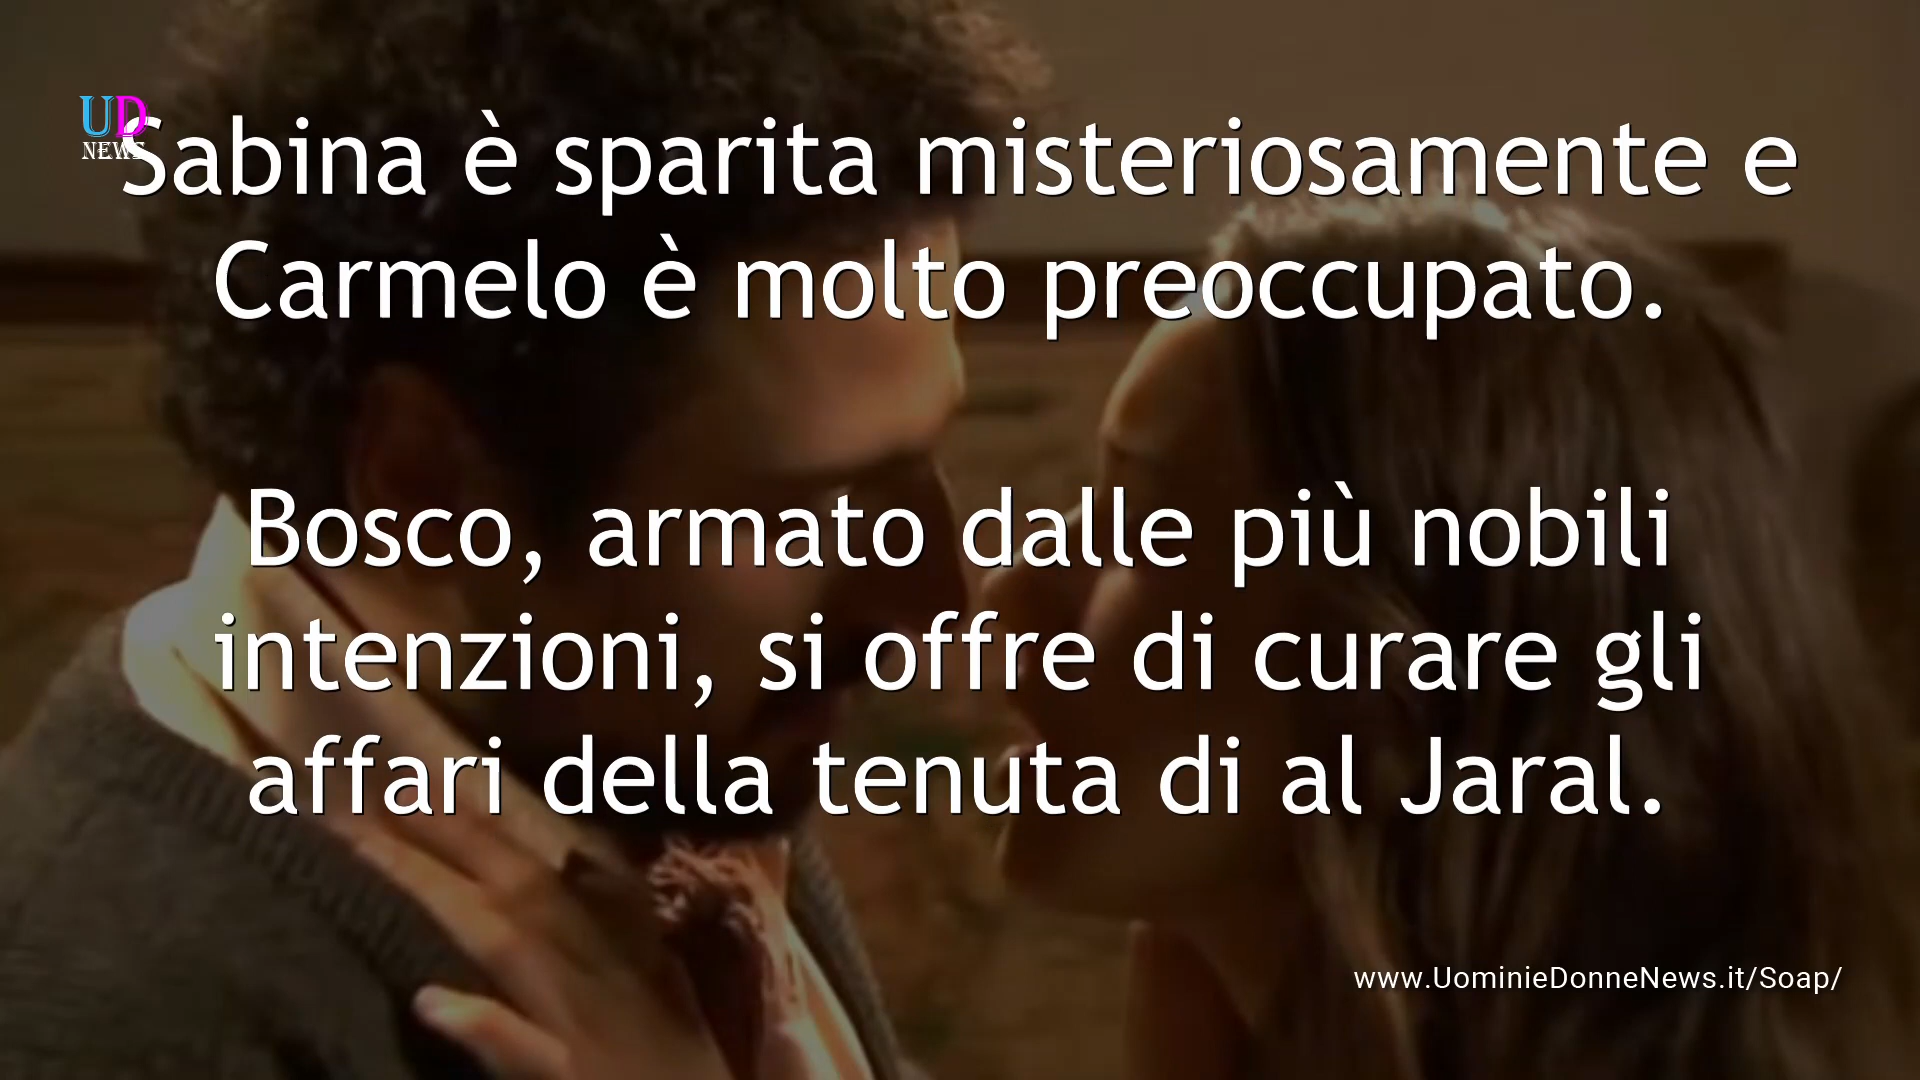 UD
NEWS
Sabina è sparita misteriosamente e
Carmelo è molto preoccupato.
Bosco, armato dalle più nobili
intenzioni, si offre di curare gli
affari della tenuta di al Jaral.
www.UominieDonneNews.it/Soap/